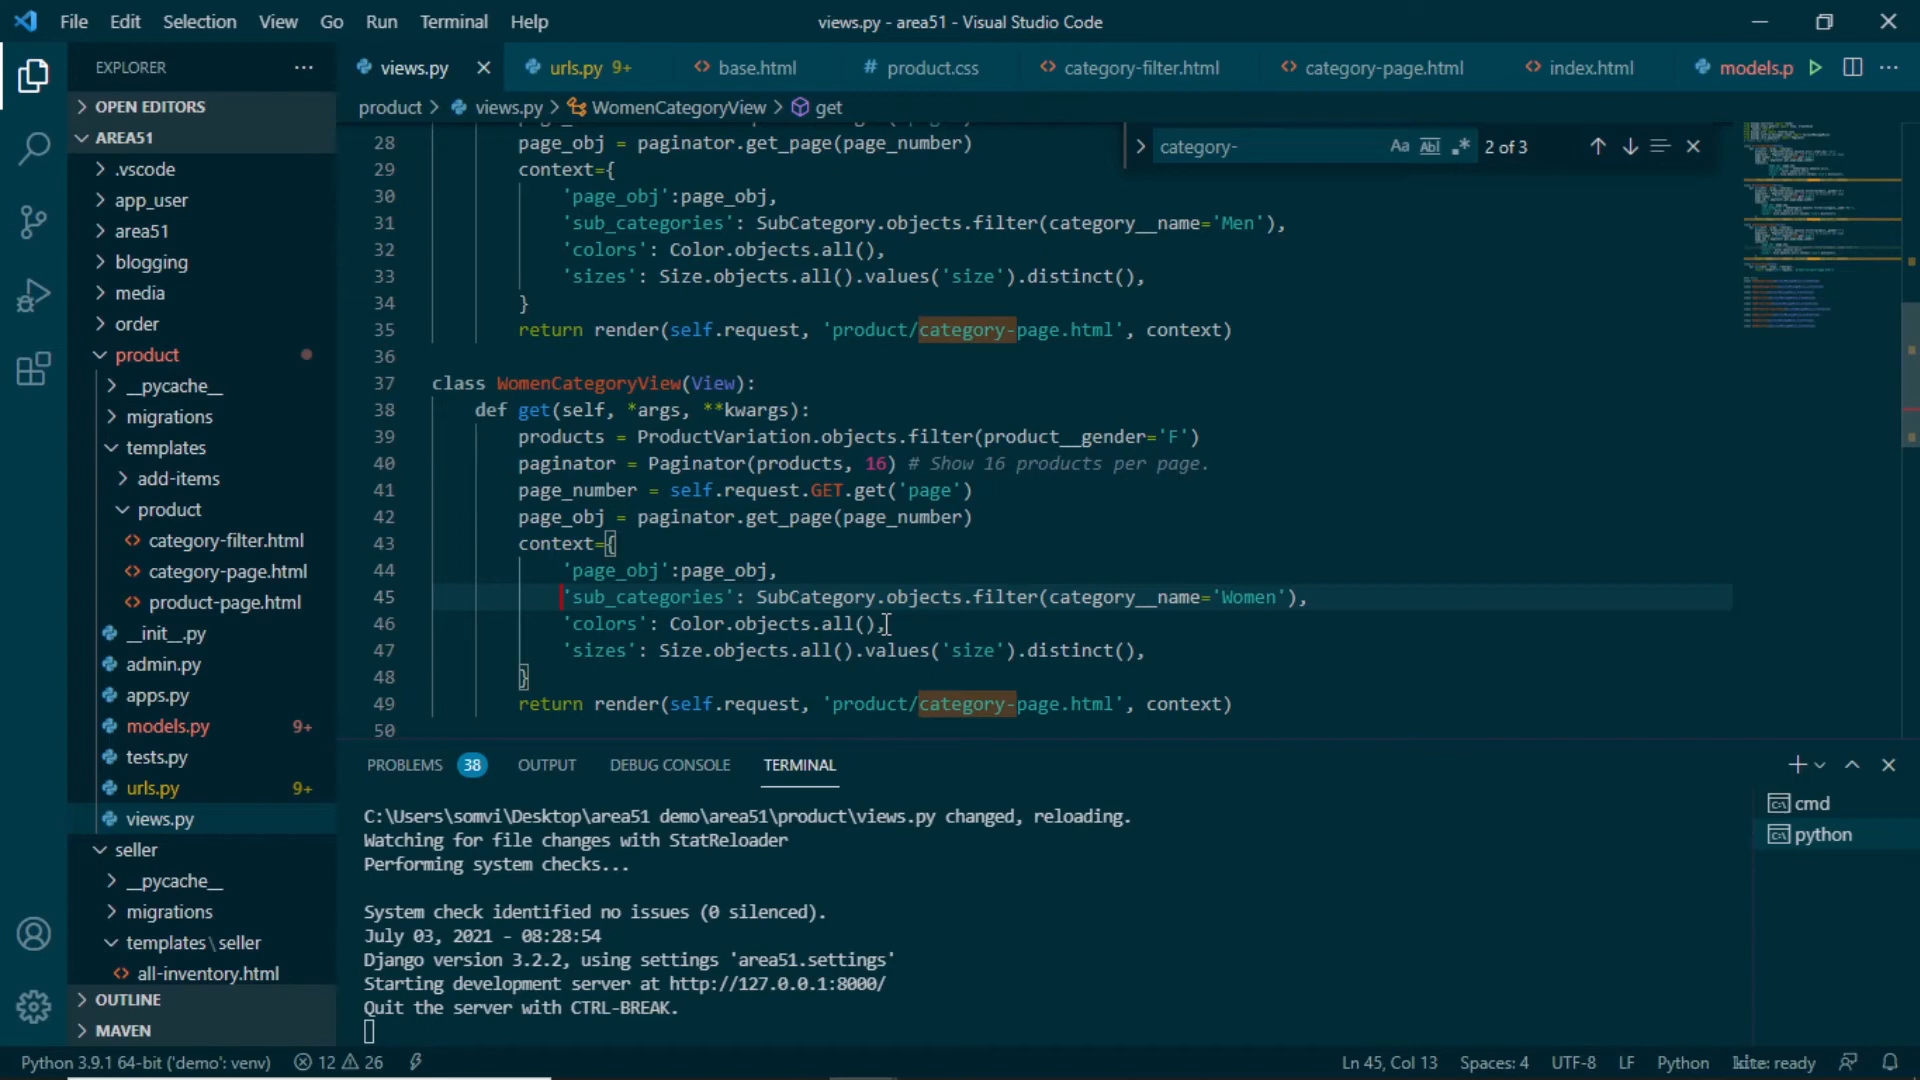 File Edit Selection View Go Run Terminal Help
views.py - area51 - Visual Studio Code
EXPLORER
OPEN EDITORS
AREA51
.vscode
app_user
area51
blogging
media
order
product
__pycache__
migrations
templates
add-items
product
category-filter.html
category-page.html
product-page.html
__init__.py
admin.py
apps.py
models.py 9+
tests.py
urls.py 9+
views.py
seller
__pycache__
migrations
templates\seller
all-inventory.html
OUTLINE
MAVEN
views.py urls.py 9+ base.html # product.css category-filter.html category-page.html index.html models.p
product > views.py > WomenCategoryView > get
category- Aa Abl .* 2 of 3
28 page_obj = paginator.get_page(page_number)
29 context={
30 'page_obj':page_obj,
31 'sub_categories': SubCategory.objects.filter(category__name='Men'),
32 'colors': Color.objects.all(),
33 'sizes': Size.objects.all().values('size').distinct(),
34 }
35 return render(self.request, 'product/category-page.html', context)
36
37 class WomenCategoryView(View):
38 def get(self, *args, **kwargs):
39 products = ProductVariation.objects.filter(product__gender='F')
40 paginator = Paginator(products, 16) # Show 16 products per page.
41 page_number = self.request.GET.get('page')
42 page_obj = paginator.get_page(page_number)
43 context={
44 'page_obj':page_obj,
45 'sub_categories': SubCategory.objects.filter(category__name='Women'),
46 'colors': Color.objects.all(),
47 'sizes': Size.objects.all().values('size').distinct(),
48 }
49 return render(self.request, 'product/category-page.html', context)
50
PROBLEMS 38 OUTPUT DEBUG CONSOLE TERMINAL
C:\Users\somvi\Desktop\area51 demo\area51\product\views.py changed, reloading.
Watching for file changes with StatReloader
Performing system checks...
System check identified no issues (0 silenced).
July 03, 2021 - 08:28:54
Django version 3.2.2, using settings 'area51.settings'
Starting development server at http://127.0.0.1:8000/
Quit the server with CTRL-BREAK.
cmd
python
Python 3.9.1 64-bit ('demo': venv) 12 26
Ln 45, Col 13 Spaces: 4 UTF-8 LF Python kite: ready